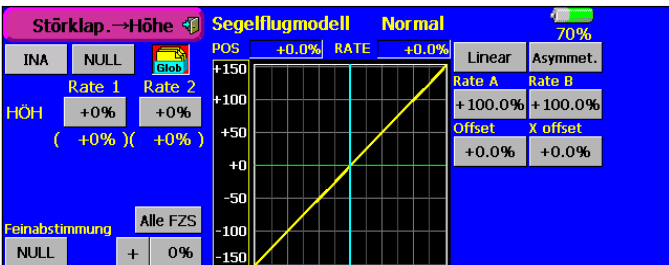 Störklap.→Höhe Segelflugmodell Normal 70%
POS +0.0% RATE +0.0%
INA NULL Glob Linear Asymmet.
Rate 1 Rate 2 Rate A Rate B
HÖH +0% +0% +100.0% +100.0%
( +0% )( +0% ) Offset X offset
+0.0% +0.0%
+150
+100
+50
+0
-50
-100
-150
Alle FZS
Feinabstimmung
NULL + 0%